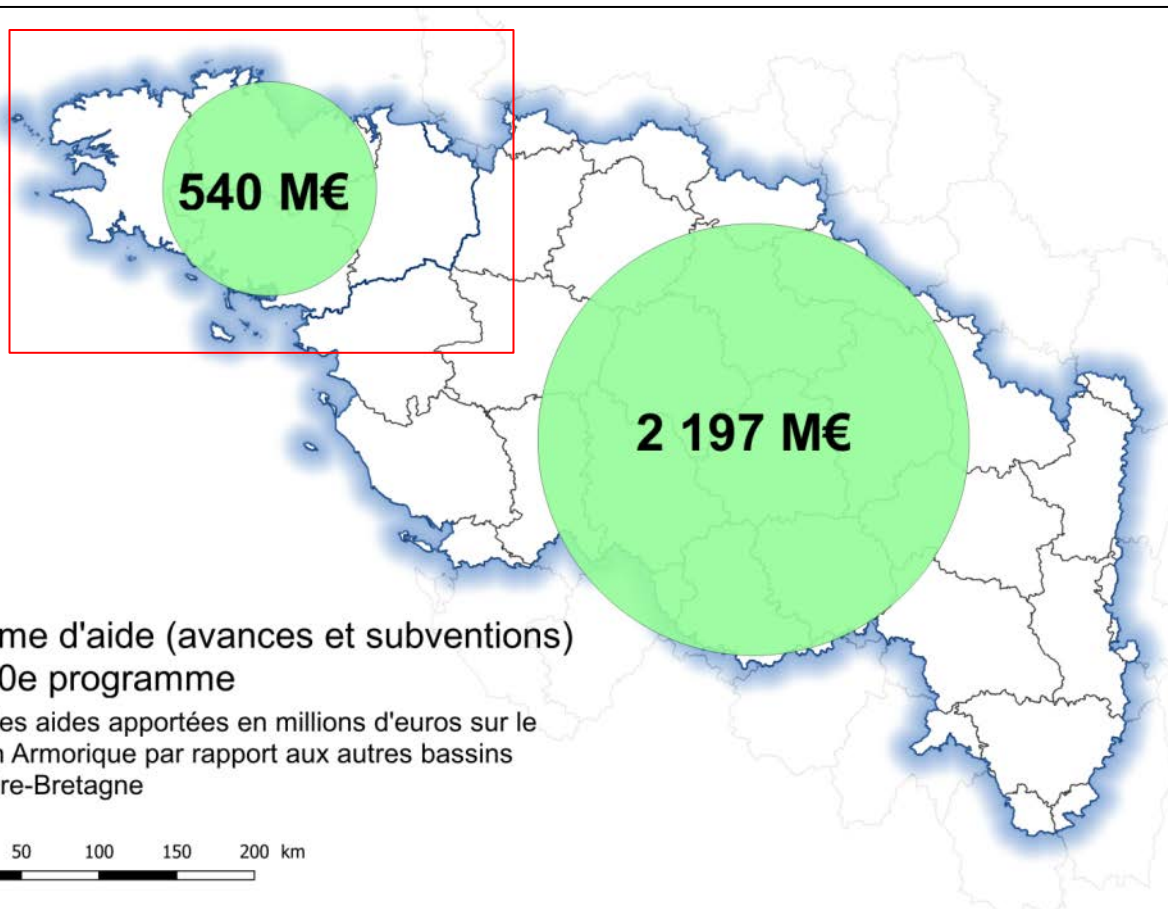 540 M€
2 197 M€
me d'aide (avances et subventions)
0e programme
es aides apportées en millions d'euros sur le
n Armorique par rapport aux autres bassins
re-Bretagne
50 100 150 200 km